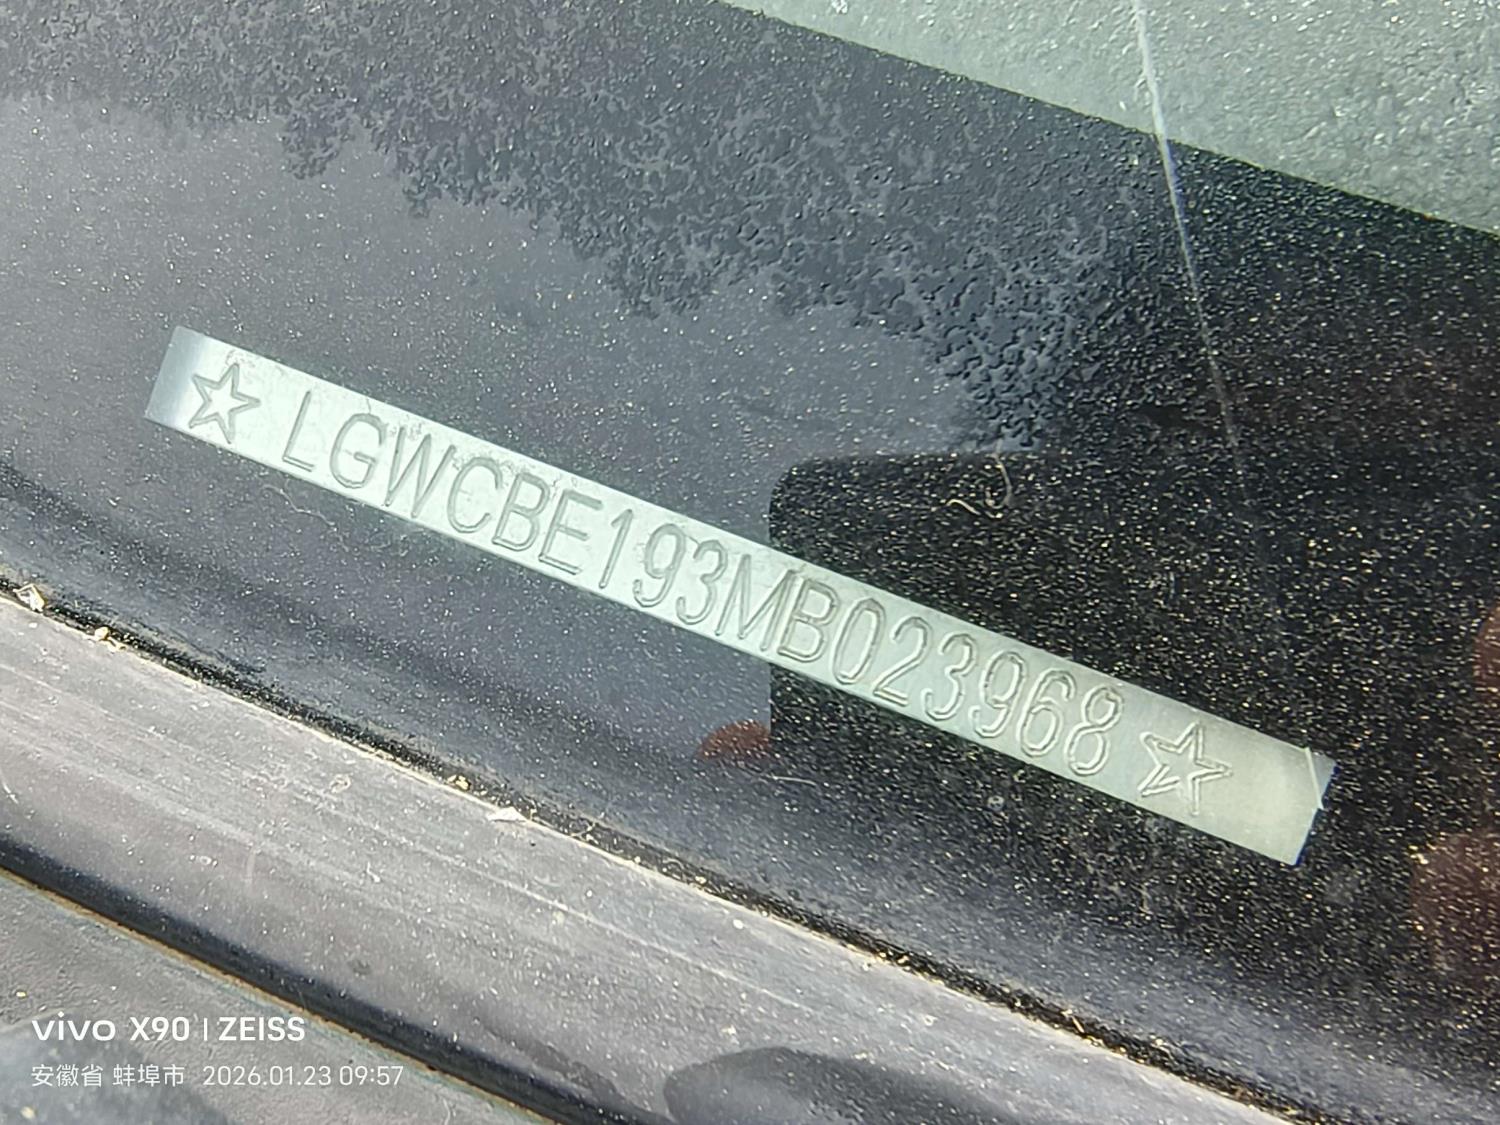 ☆ LGWCBE193MB023968 ☆
vivo X90 | ZEISS
安徽省 蚌埠市 2026.01.23 09:57